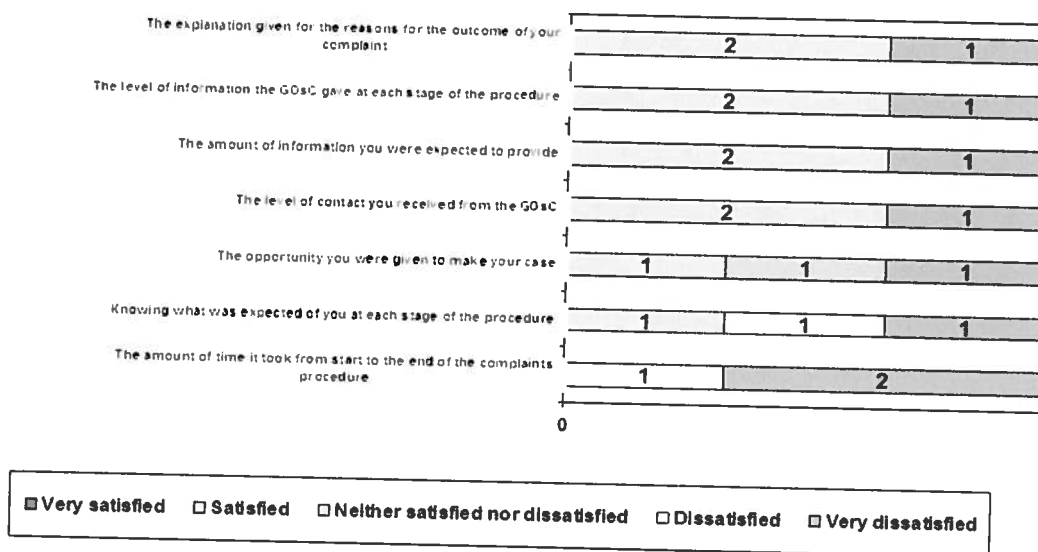 The explanation given for the reasons for the outcome of your
complaint
2 1
The level of information the GOsC gave at each stage of the procedure
2 1
The amount of information you were expected to provide
2 1
The level of contact you received from the GOsC
2 1
The opportunity you were given to make your case
1 1 1
Knowing what was expected of you at each stage of the procedure
1 1 1
The amount of time it took from start to the end of the complaints
procedure
1 2
0
Very satisfied Satisfied Neither satisfied nor dissatisfied Dissatisfied Very dissatisfied